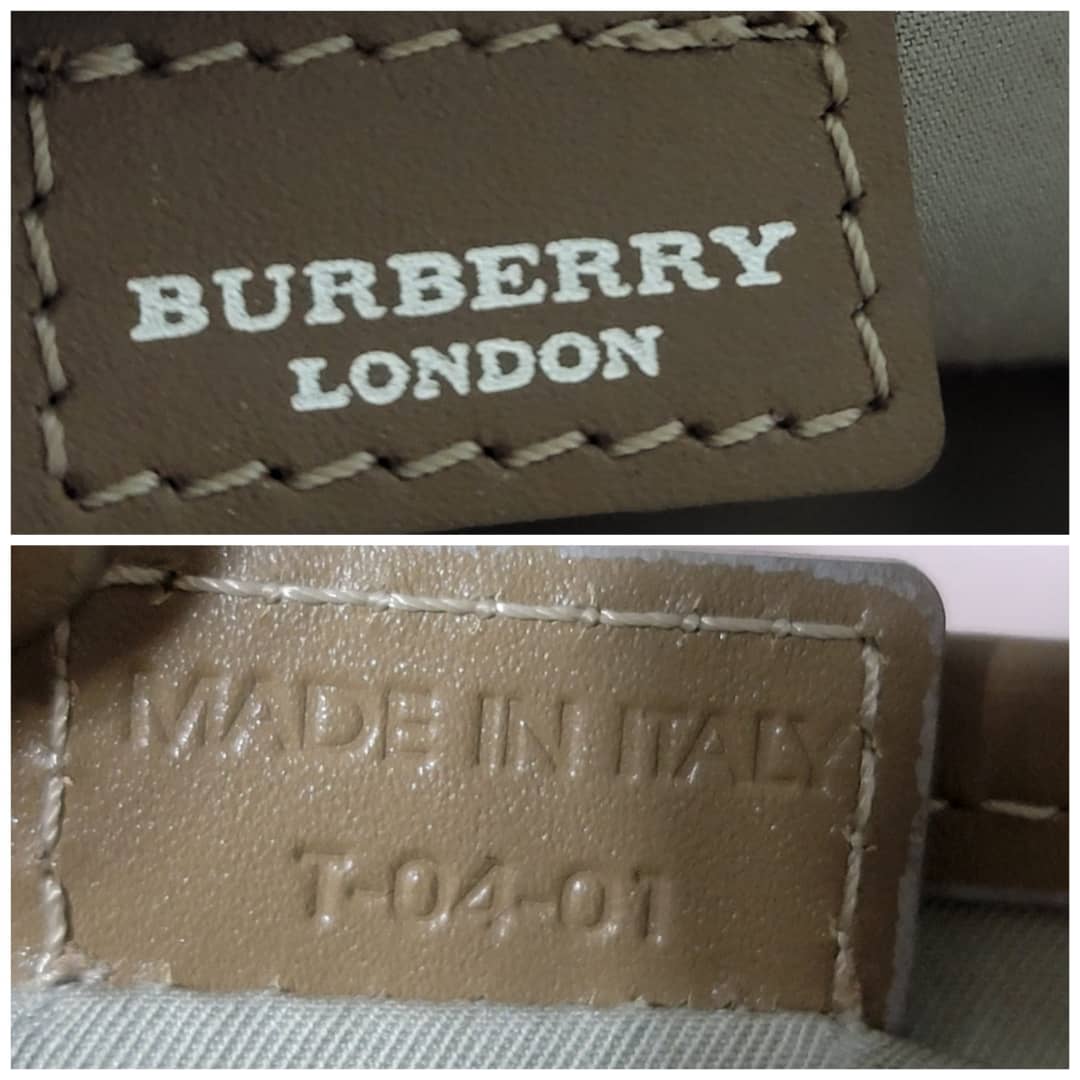 BURBERRY
LONDON
MADE IN ITALY
T-04-01